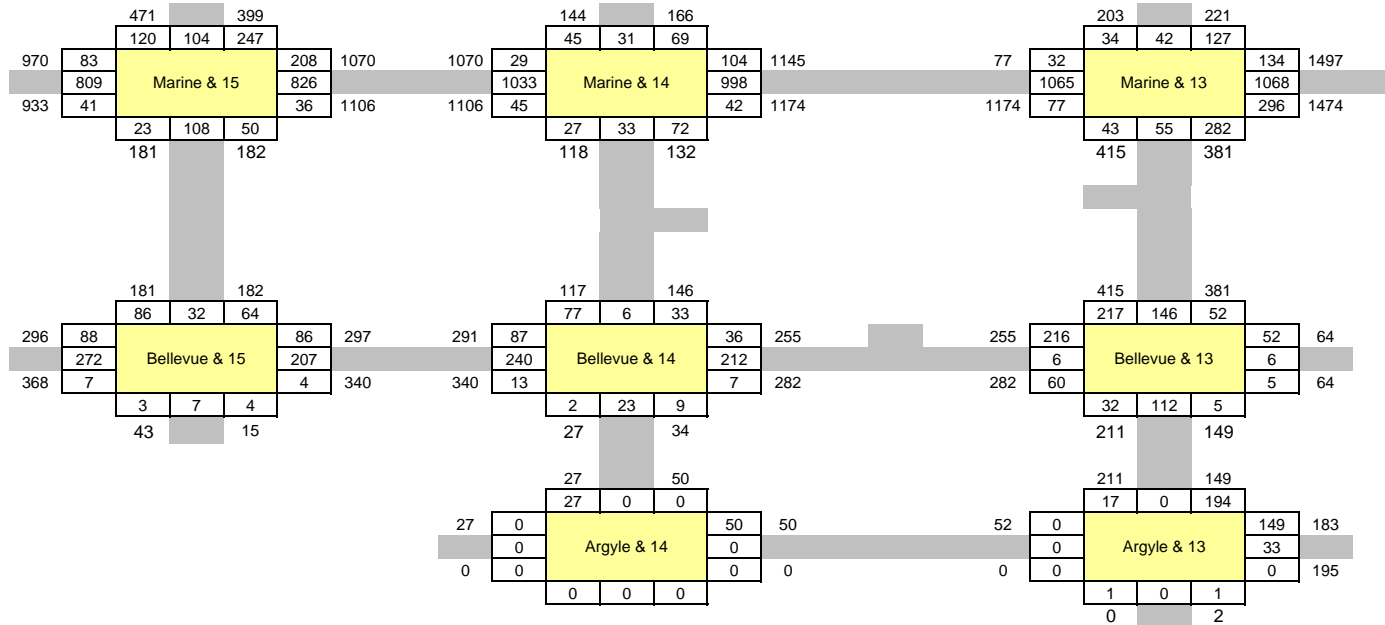 471 399 144 166 203 221
120 104 247 45 31 69 34 42 127
970 83 208 1070 1070 29 104 1145 77 32 134 1497
809 Marine & 15 826 1033 Marine & 14 998 1065 Marine & 13 1068
933 41 36 1106 1106 45 42 1174 1174 77 296 1474
23 108 50 27 33 72 43 55 282
181 182 118 132 415 381
181 182 117 146 415 381
86 32 64 77 6 33 217 146 52
296 88 86 297 291 87 36 255 255 216 52 64
272 Bellevue & 15 207 240 Bellevue & 14 212 6 Bellevue & 13 6
368 7 4 340 340 13 7 282 282 60 5 64
3 7 4 2 23 9 32 112 5
43 15 27 34 211 149
27 50 211 149
27 0 0 17 0 194
27 0 50 50 52 0 149 183
0 Argyle & 14 0 0 Argyle & 13 33
0 0 0 0 0 0 0 195
0 0 0 1 0 1
0 2